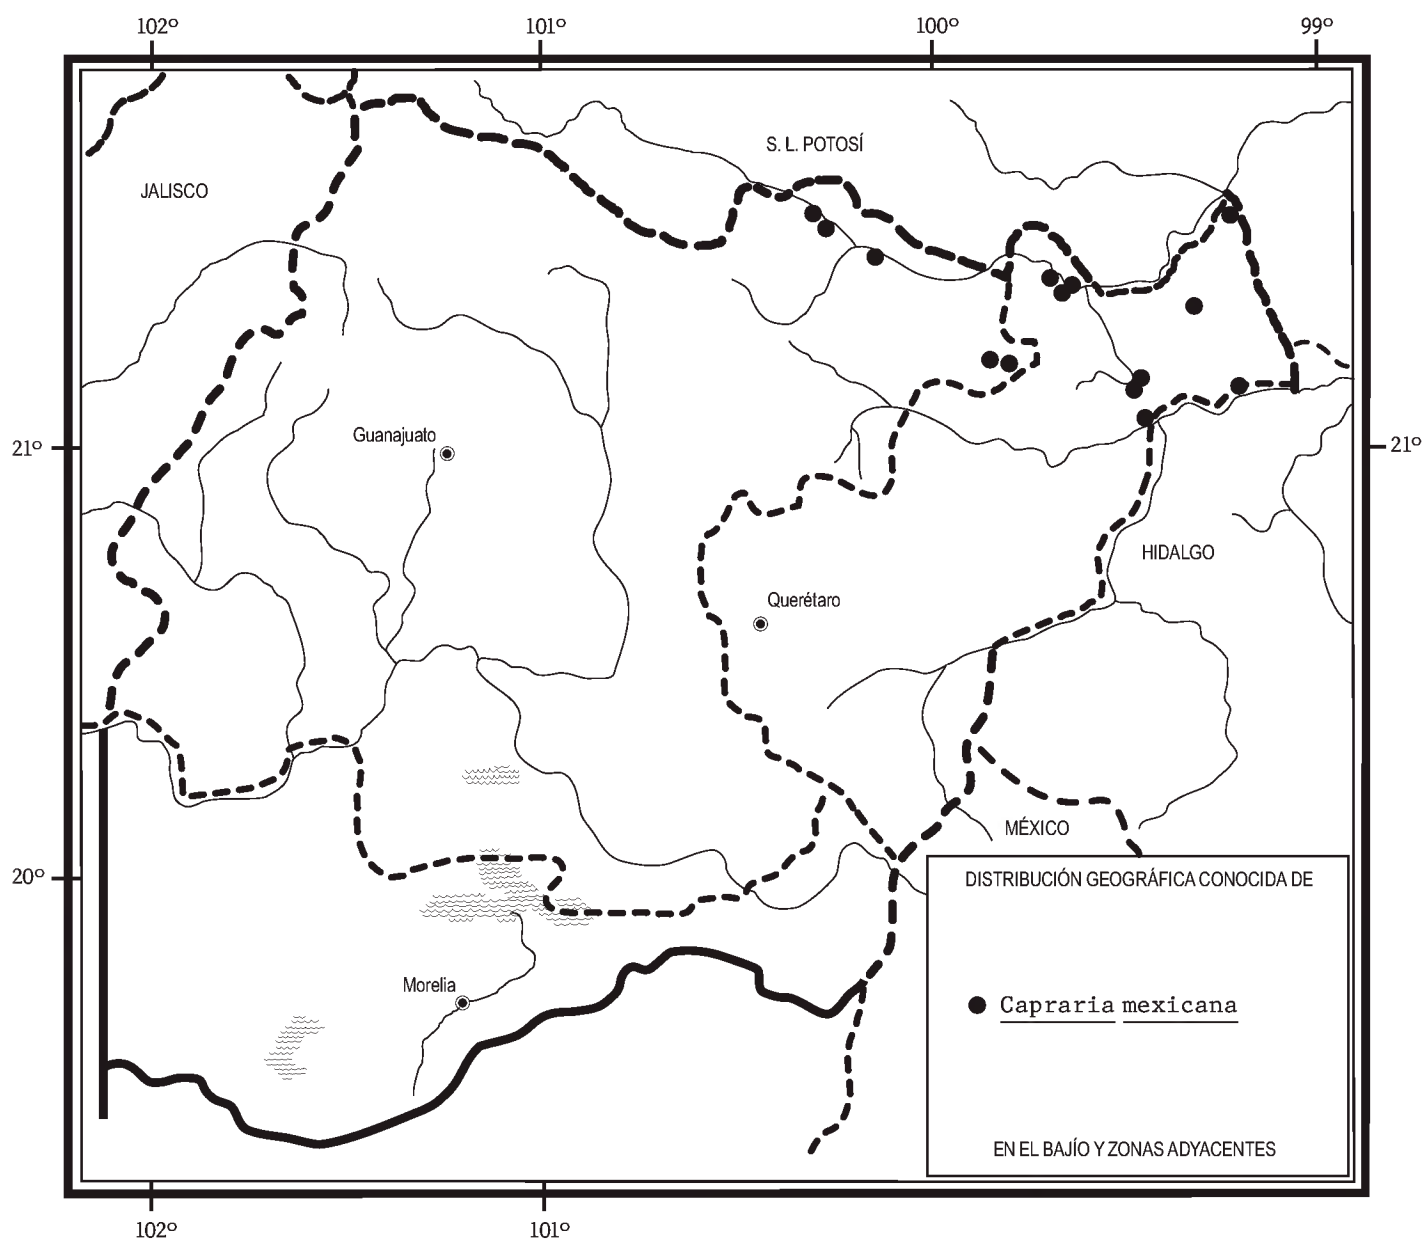 102º 101º 100º 99º
S. L. POTOSÍ
JALISCO
Guanajuato
21º
21º
HIDALGO
Querétaro
MÉXICO
20º
DISTRIBUCIÓN GEOGRÁFICA CONOCIDA DE
Morelia
Capraria mexicana
EN EL BAJÍO Y ZONAS ADYACENTES
102º 101º